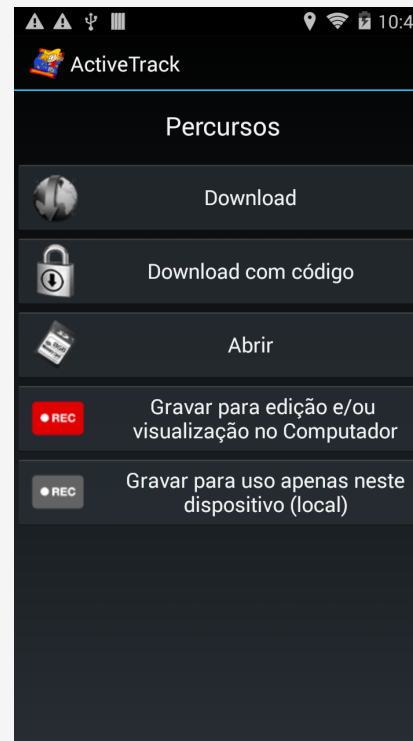 10:4
ActiveTrack
Percursos
Download
Download com código
Abrir
REC
Gravar para edição e/ou
visualização no Computador
REC
Gravar para uso apenas neste
dispositivo (local)